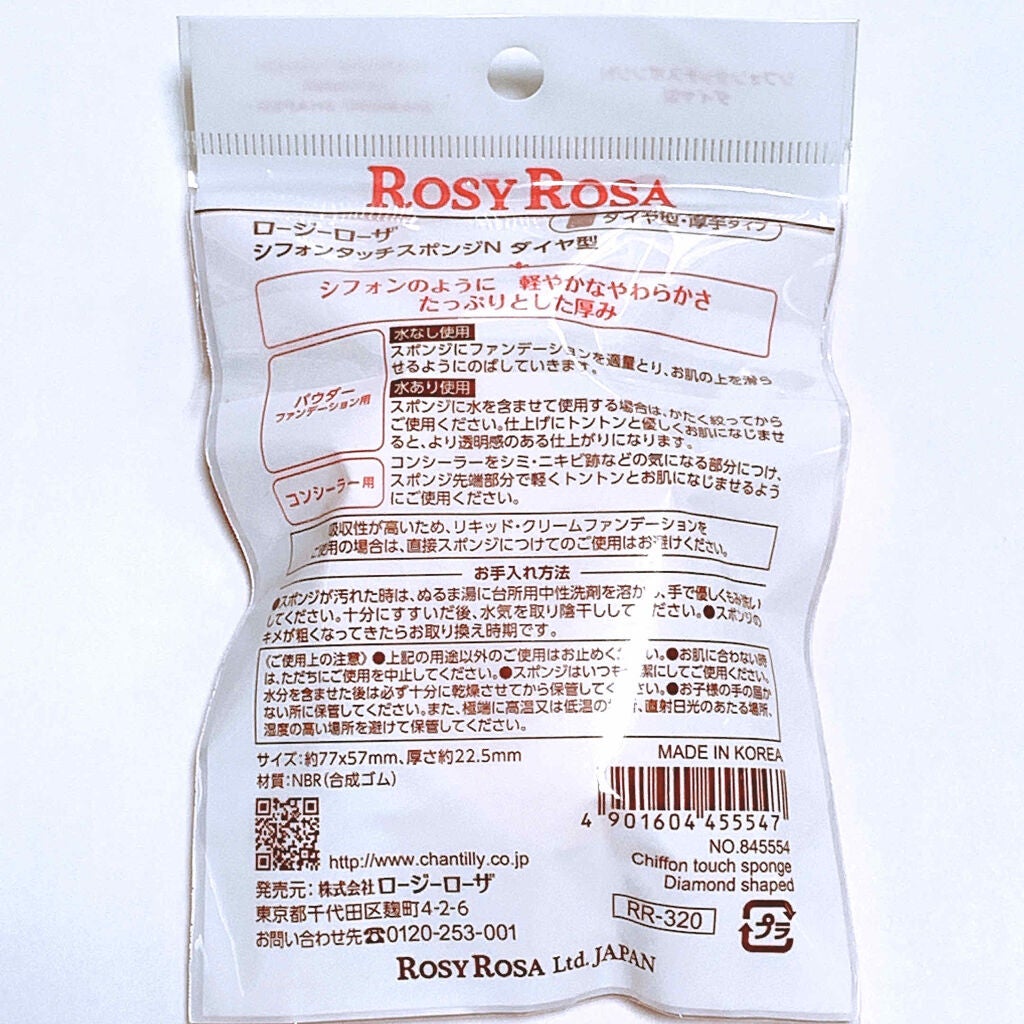 ROSY ROSA
ダイヤ型・厚手タイプ
ロージーローザ
シフォンタッチスポンジN ダイヤ型
シフォンのように 軽やかなやわらかさ
たっぷりとした厚み
パウダー
ファンデーション用
水なし使用
スポンジにファンデーションを適量とり、お肌の上を滑ら
せるようにのばしていきます。
水あり使用
スポンジに水を含ませて使用する場合は、かたく絞ってから
ご使用ください。仕上げにトントンと優しくお肌になじませ
ると、より透明感のある仕上がりになります。
コンシーラー用
コンシーラーをシミ・ニキビ跡などの気になる部分につけ、
スポンジ先端部分で軽くトントンとお肌になじませるよう
にご使用ください。
吸収性が高いため、リキッド・クリームファンデーションを
ご使用の場合は、直接スポンジにつけてのご使用はお避けください。
お手入れ方法
●スポンジが汚れた時は、ぬるま湯に台所用中性洗剤を溶か、手で優しくもみ洗い
してください。十分にすすいだ後、水気を取り陰干しして ださい。●スポンジの
キメが粗くなってきたらお取り換え時期です。
〈ご使用上の注意〉●上記の用途以外のご使用はお止めく い。●お肌に合わない時
は、ただちにご使用を中止してください。●スポンジはいつも 潔にしてご使用ください。
水分を含ませた後は必ず十分に乾燥させてから保管してく さい。●お子様の手の届か
ない所に保管してください。また、極端に高温又は低温の 、直射日光のあたる場所、
湿度の高い場所を避けて保管してください。
サイズ:約77x57mm、厚さ約22.5mm
材質:NBR(合成ゴム)
MADE IN KOREA
4 901604 455547
NO.845554
Chiffon touch sponge
Diamond shaped
http://www.chantilly.co.jp
発売元:株式会社ロージーローザ
東京都千代田区麹町4-2-6
お問い合わせ先☎0120-253-001
RR-320
プラ
ROSY ROSA Ltd. JAPAN